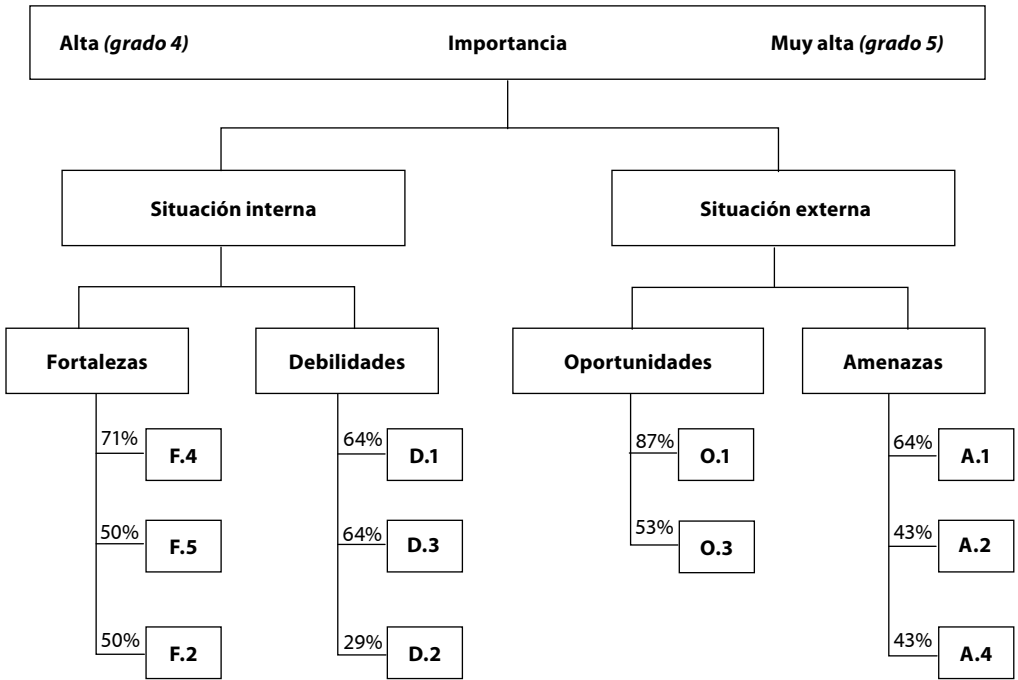 Alta (grado 4) Importancia Muy alta (grado 5)
Situación interna Situación externa
Fortalezas Debilidades Oportunidades Amenazas
71% F.4 64% D.1 87% O.1 64% A.1
50% F.5 64% D.3 53% O.3 43% A.2
50% F.2 29% D.2 43% A.4